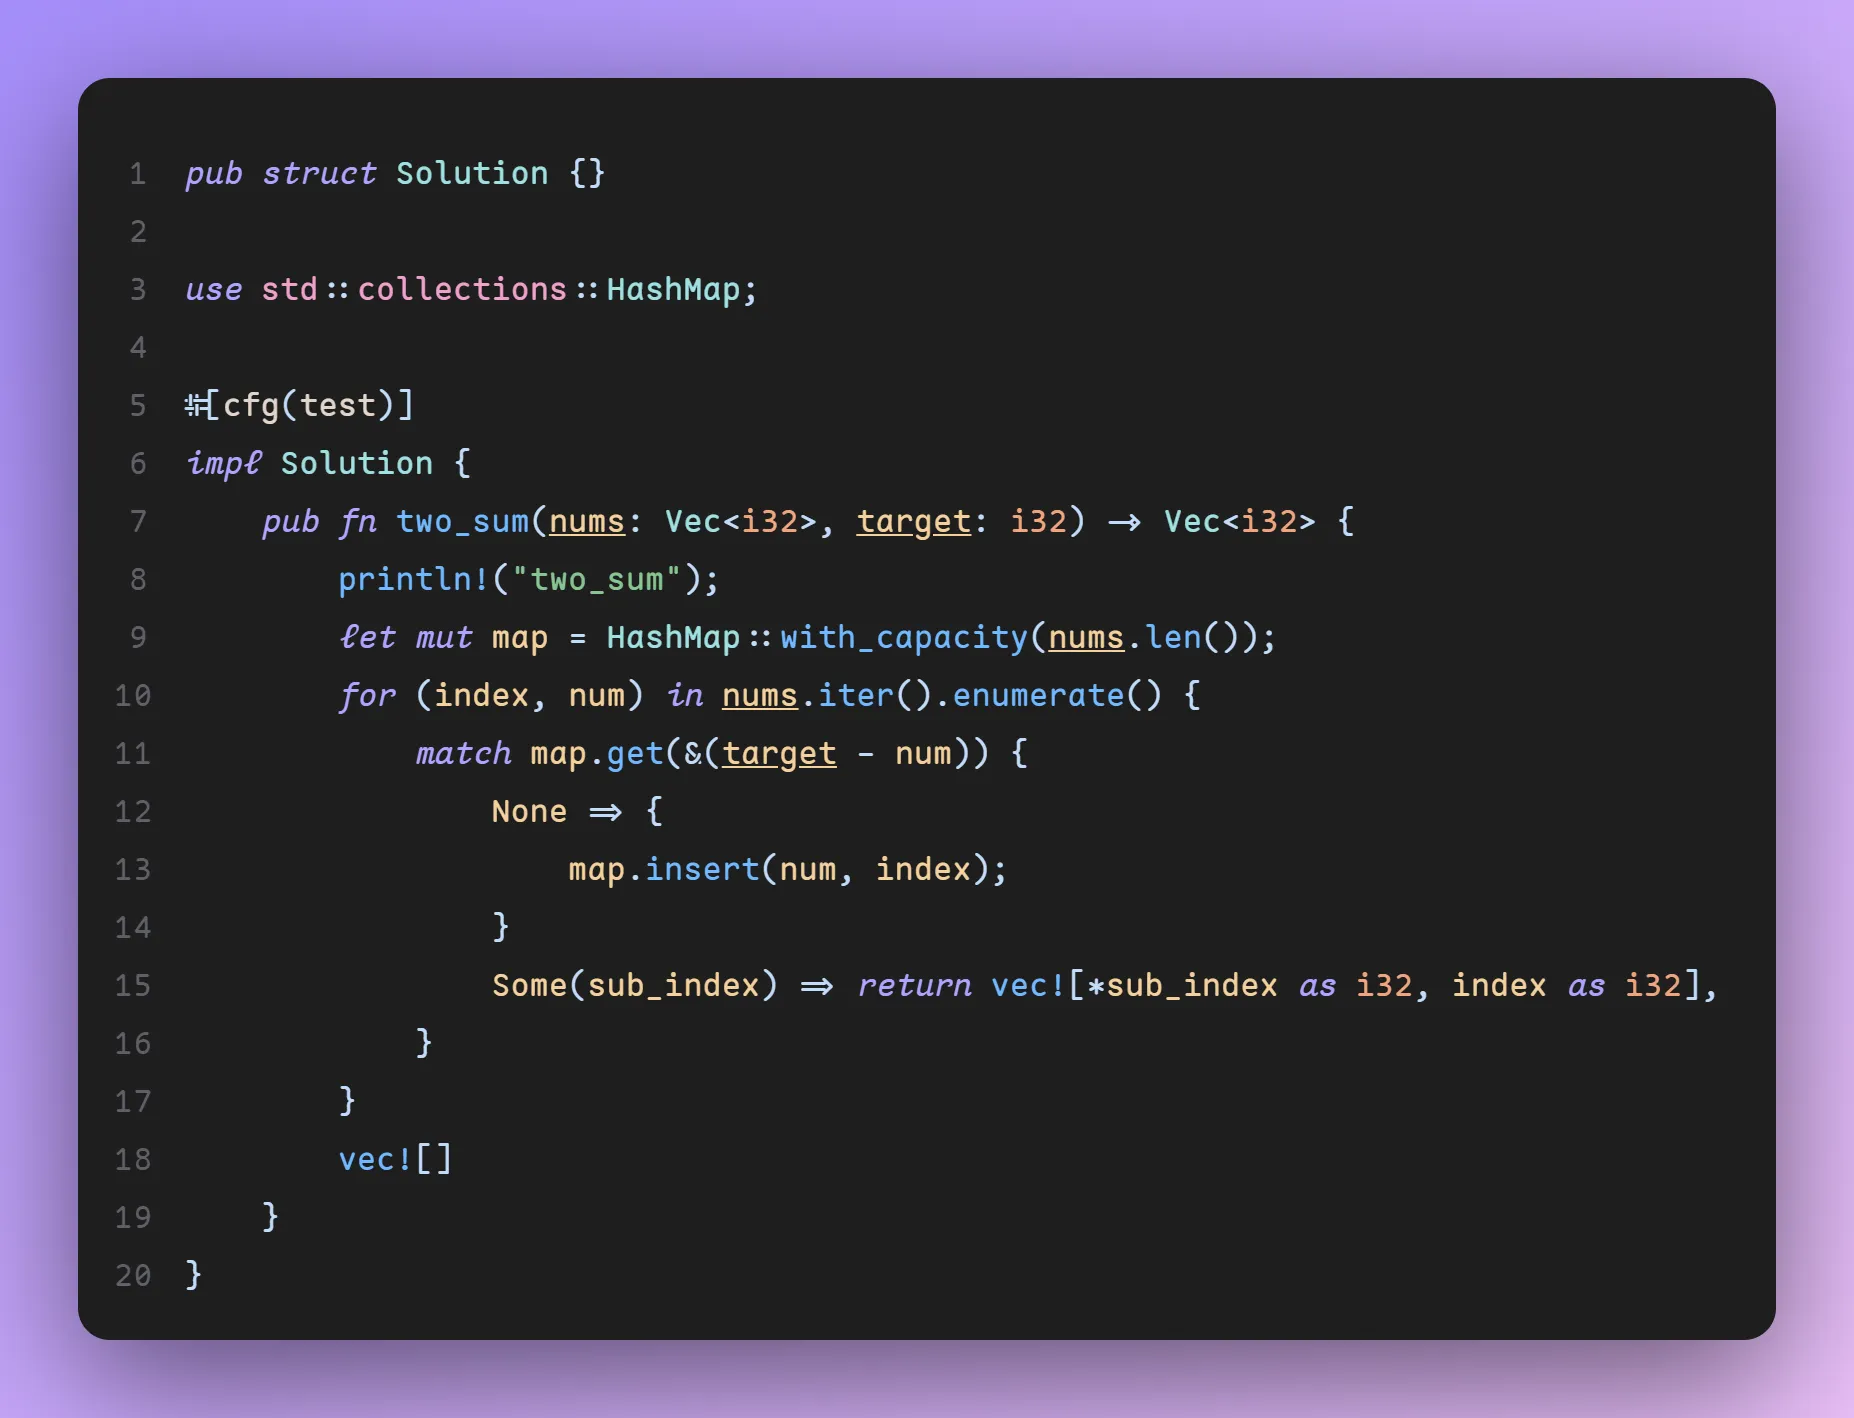 1 pub struct Solution {}
2
3 use std::collections::HashMap;
4
5 #[cfg(test)]
6 impl Solution {
7     pub fn two_sum(nums: Vec<i32>, target: i32) -> Vec<i32> {
8         println!("two_sum");
9         let mut map = HashMap::with_capacity(nums.len());
10         for (index, num) in nums.iter().enumerate() {
11             match map.get(&(target - num)) {
12                 None => {
13                     map.insert(num, index);
14                 }
15                 Some(sub_index) => return vec![*sub_index as i32, index as i32],
16             }
17         }
18         vec![]
19     }
20 }